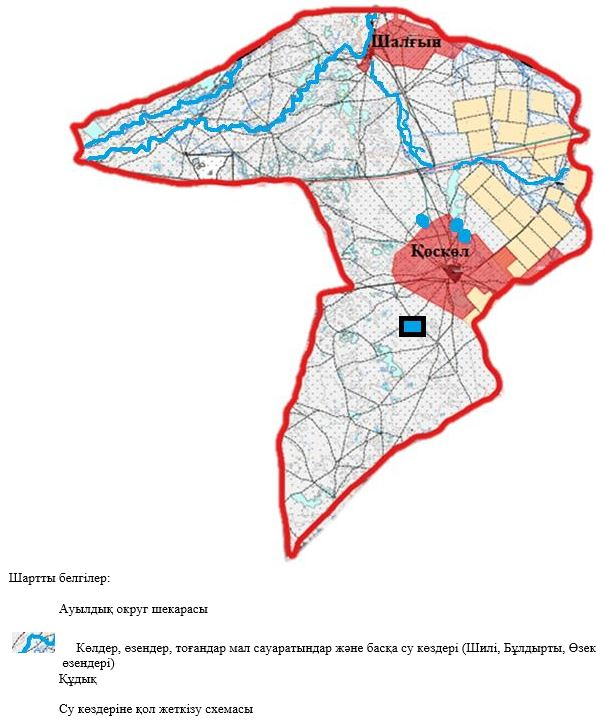 Шалғын
Қоскөл
Шартты белгілер:
Ауылдық округ шекарасы
Көлдер, өзендер, тоғандар мал сауаратындар және басқа су көздері (Шилі, Бұлдырты, Өзек
өзендері)
Құдық
Су көздеріне қол жеткізу схемасы